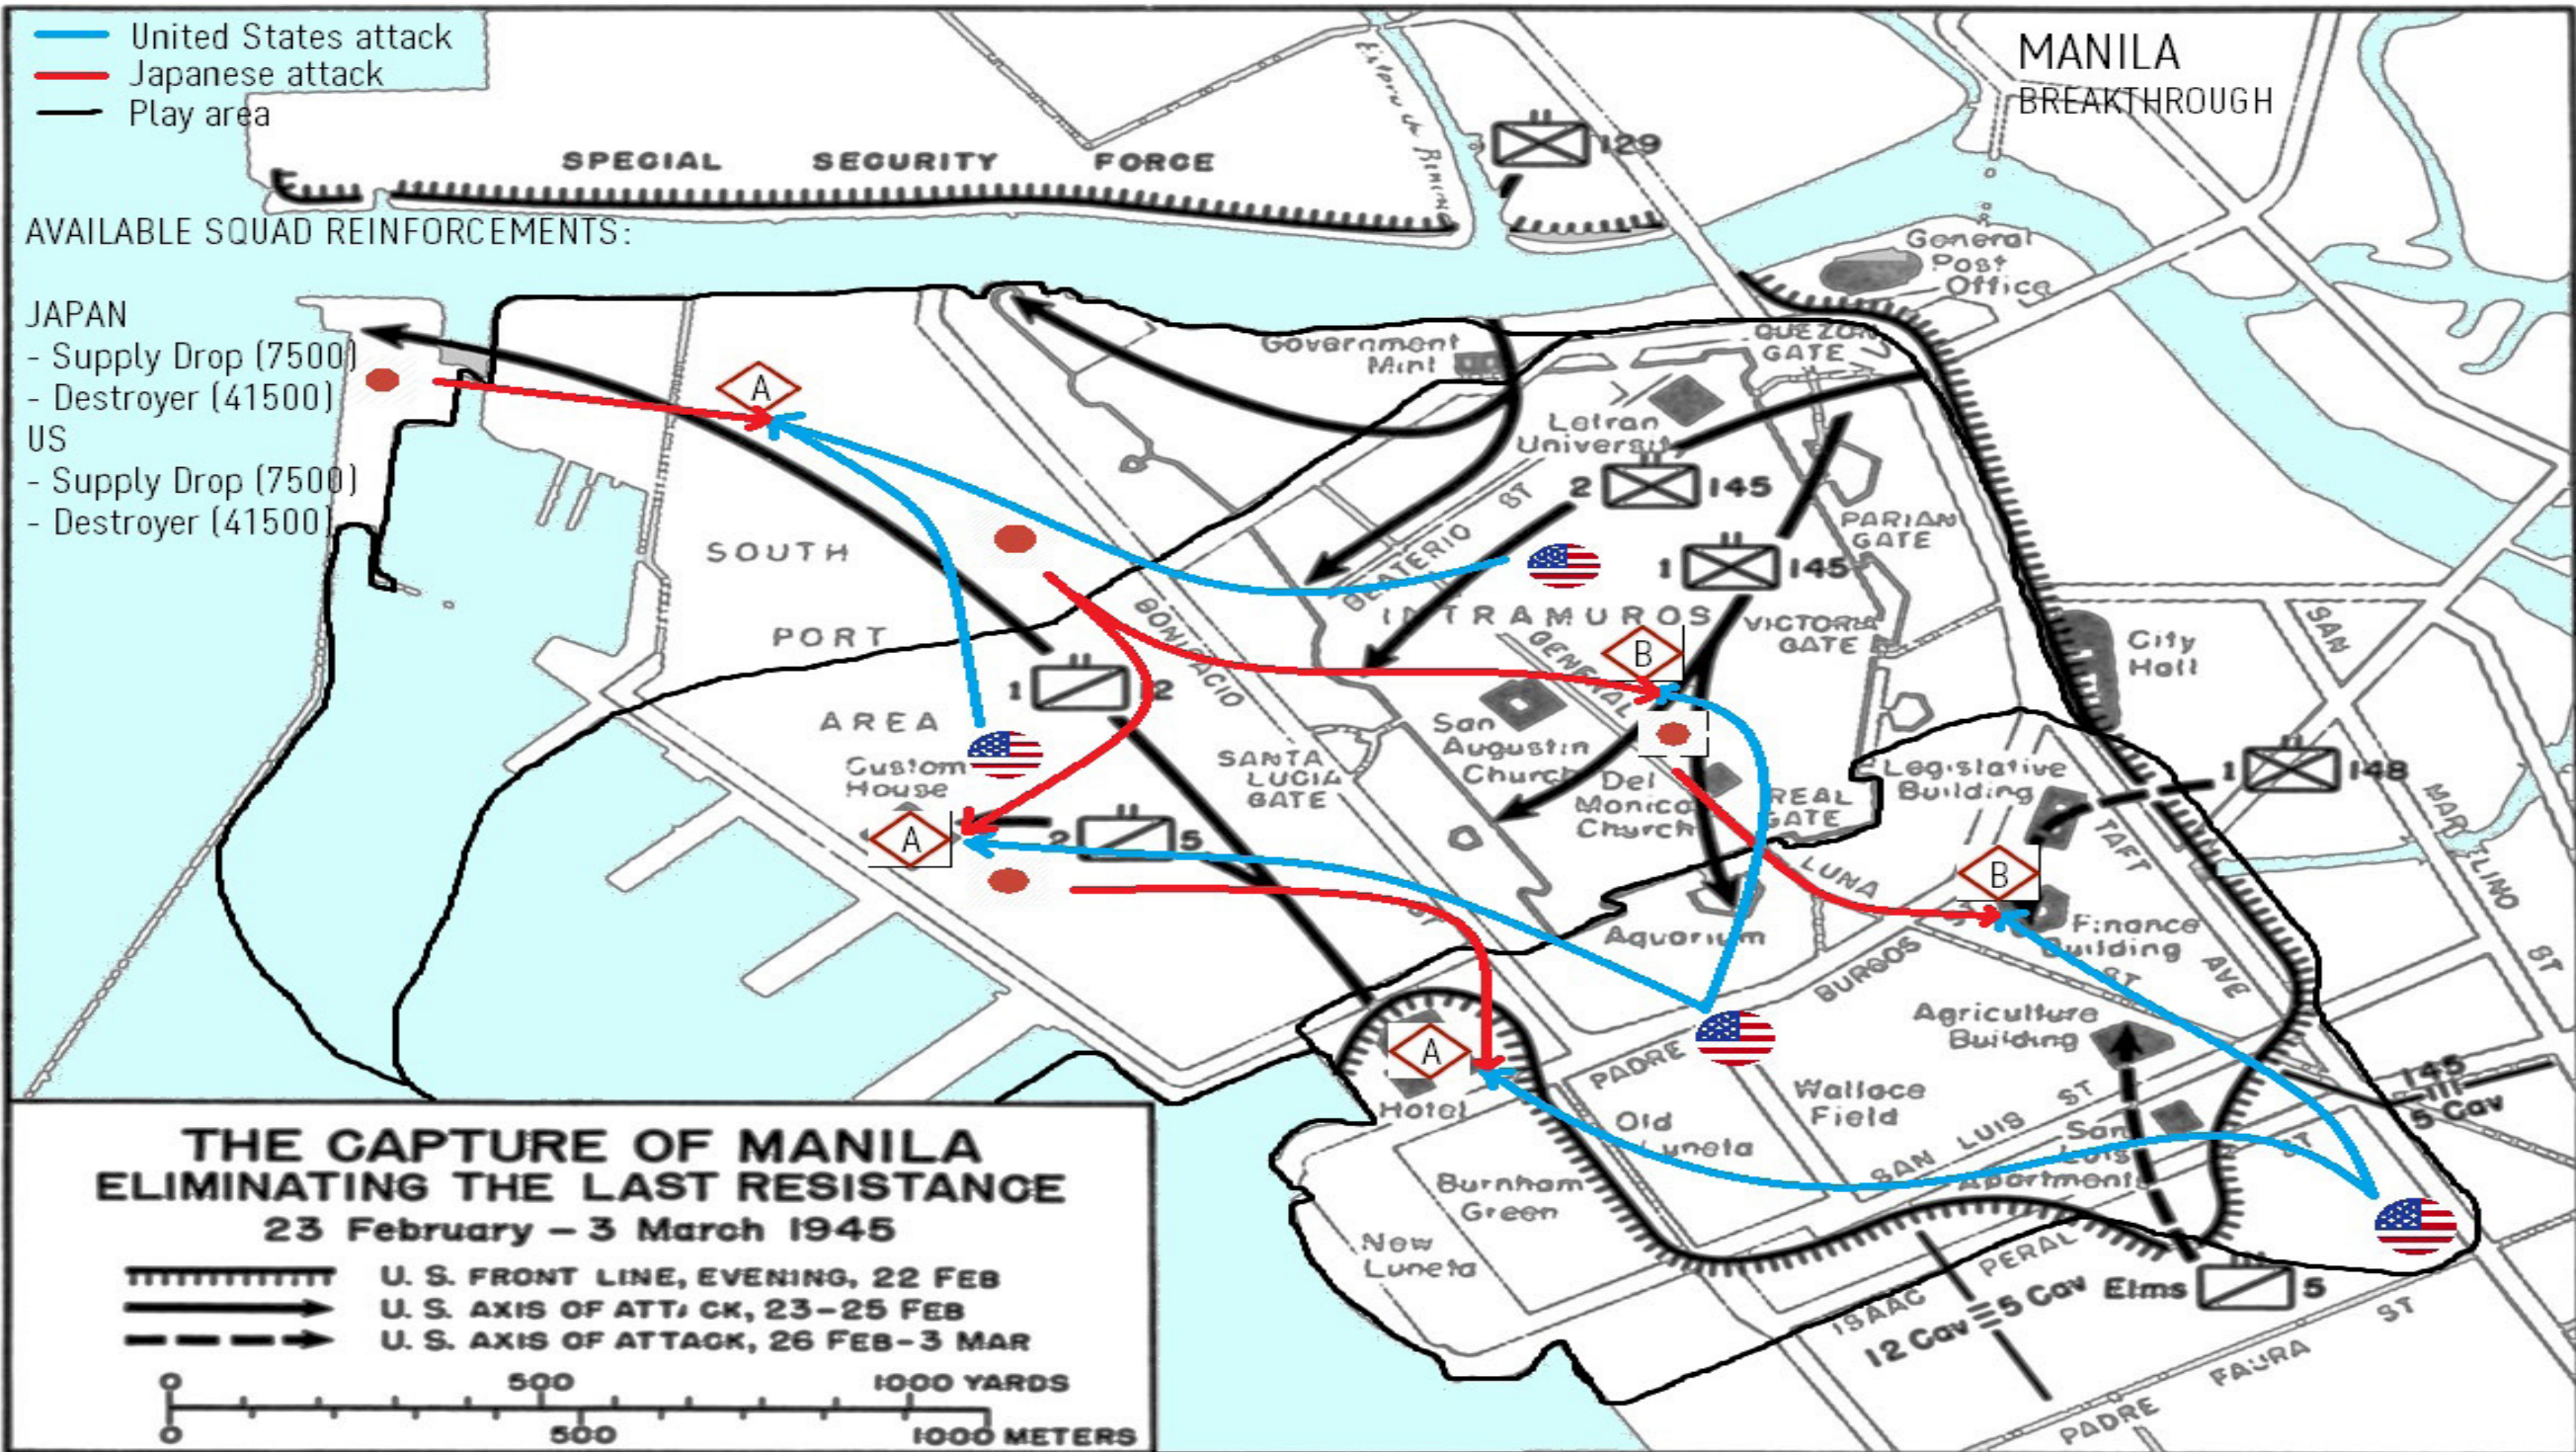 United States attack
Japanese attack
Play area
MANILA
BREAKTHROUGH
129
SPECIAL SECURITY FORCE
AVAILABLE SQUAD REINFORCEMENTS:
JAPAN
- Supply Drop (7500)
- Destroyer (41500)
US
- Supply Drop (7500)
- Destroyer (41500)
General
Post
Office
QUEZON
GATE
Government
Mint
A
Letran
University
2 145
PARIAN
GATE
1 145
SOUTH
BEATERIO ST
INTRAMUROS
VICTORIA
GATE
City
Hall
SAN
PORT
BONIFACIO
GENERAL
B
1 2
AREA
San
Augustin
Church
Custom
House
SANTA
LUCIA
GATE
Del
Monico
Church
REAL
GATE
Legislative
Building
1 148
MARCELINO
TAFT
A
2 5
LUNA
ST
B
ST
Aquarium
Finance
Building
ST
AVE
ST
BURGOS
Agriculture
Building
A
PADRE
Hotel
Wallace
Field
Old
Luneta
SAN LUIS ST
San
Luis
Apartments
ST
145
III
5 Cav
Burnham
Green
New
Luneta
ISAAC PERAL
12 Cav 5 Cav
Elms
5
ST
PADRE FAURA
THE CAPTURE OF MANILA
ELIMINATING THE LAST RESISTANCE
23 February – 3 March 1945
U. S. FRONT LINE, EVENING, 22 FEB
U. S. AXIS OF ATTACK, 23-25 FEB
U. S. AXIS OF ATTACK, 26 FEB-3 MAR
0 500 1000 YARDS
0 500 1000 METERS